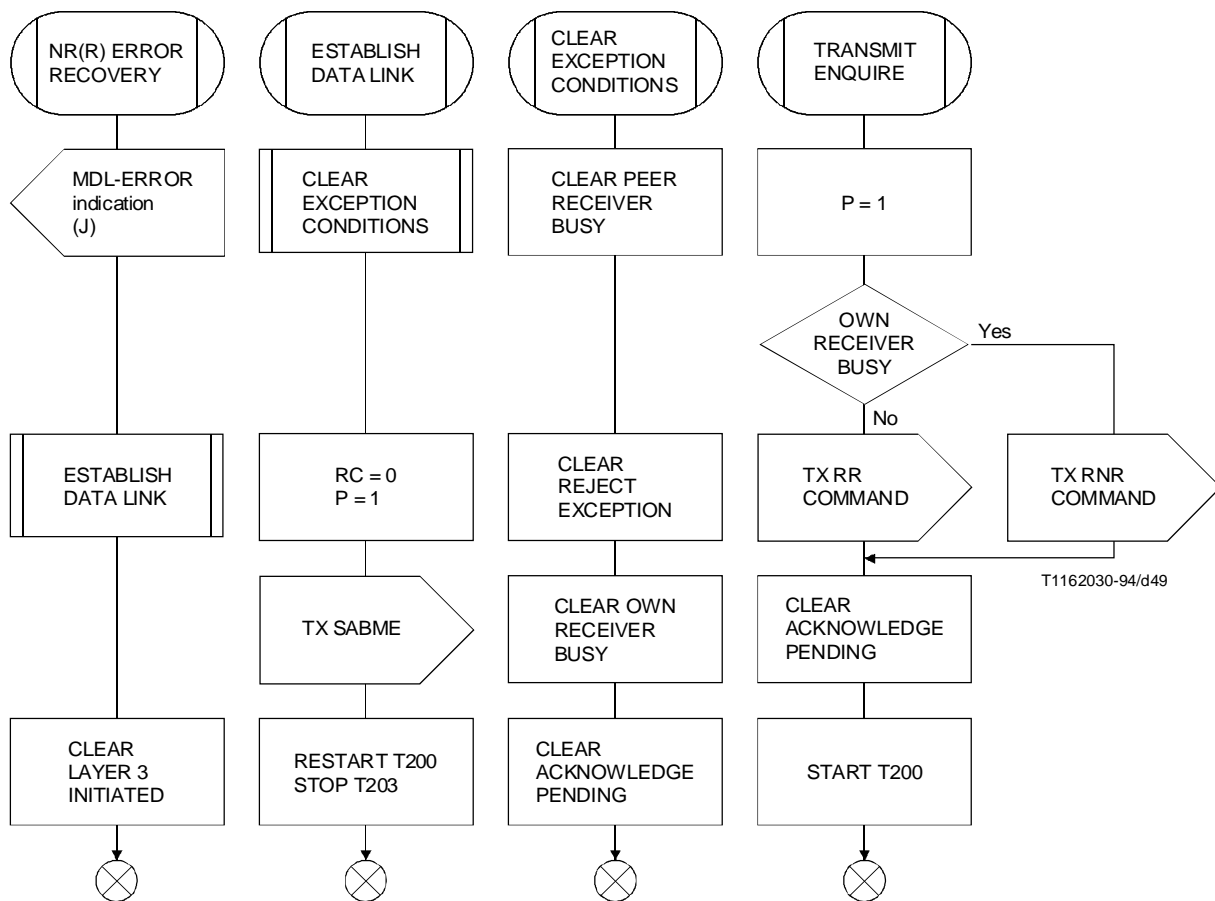 NR(R) ERROR
RECOVERY
MDL-ERROR
indication
(J)
ESTABLISH
DATA LINK
CLEAR
LAYER 3
INITIATED
ESTABLISH
DATA LINK
CLEAR
EXCEPTION
CONDITIONS
RC = 0
P = 1
TX SABME
RESTART T200
STOP T203
CLEAR
EXCEPTION
CONDITIONS
CLEAR PEER
RECEIVER
BUSY
CLEAR
REJECT
EXCEPTION
CLEAR OWN
RECEIVER
BUSY
CLEAR
ACKNOWLEDGE
PENDING
TRANSMIT
ENQUIRE
P = 1
OWN
RECEIVER
BUSY
Yes
No
TX RR
COMMAND
TX RNR
COMMAND
T1162030-94/d49
CLEAR
ACKNOWLEDGE
PENDING
START T200